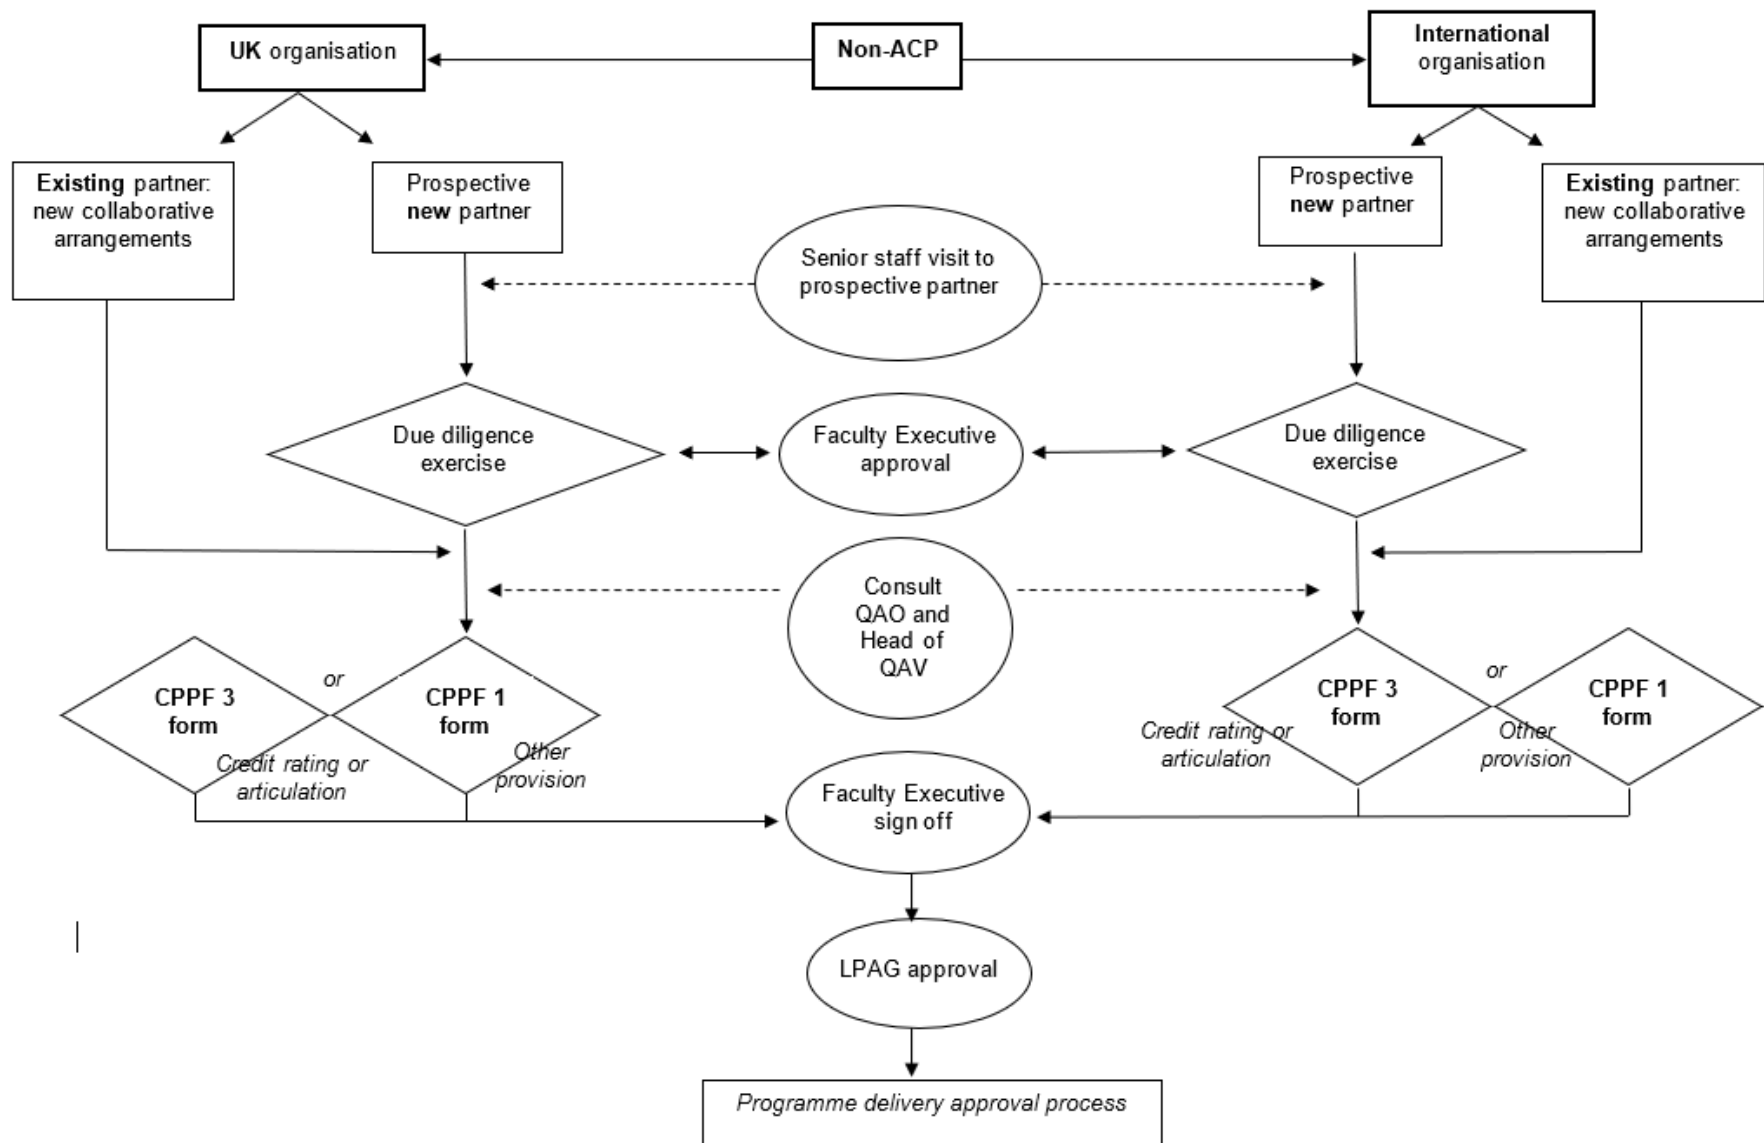 UK organisation
Non-ACP
International
organisation
Existing partner:
new collaborative
arrangements
Prospective
new partner
Prospective
new partner
Existing partner:
new collaborative
arrangements
Senior staff visit to
prospective partner
Due diligence
exercise
Faculty Executive
approval
Due diligence
exercise
Consult
QAO and
Head of
QAV
CPPF 3
form
or
CPPF 1
form
Credit rating or
articulation
Other
provision
CPPF 3
form
or
CPPF 1
form
Credit rating or
articulation
Other
provision
Faculty Executive
sign off
LPAG approval
Programme delivery approval process